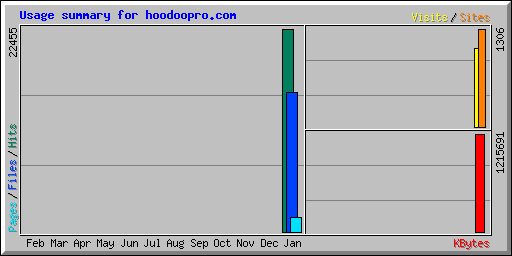 Usage summary for hoodoopro.com
Visits / Sites
22455
1306
Pages / Files / Hits
1215691
Feb Mar Apr May Jun Jul Aug Sep Oct Nov Dec Jan
KBytes